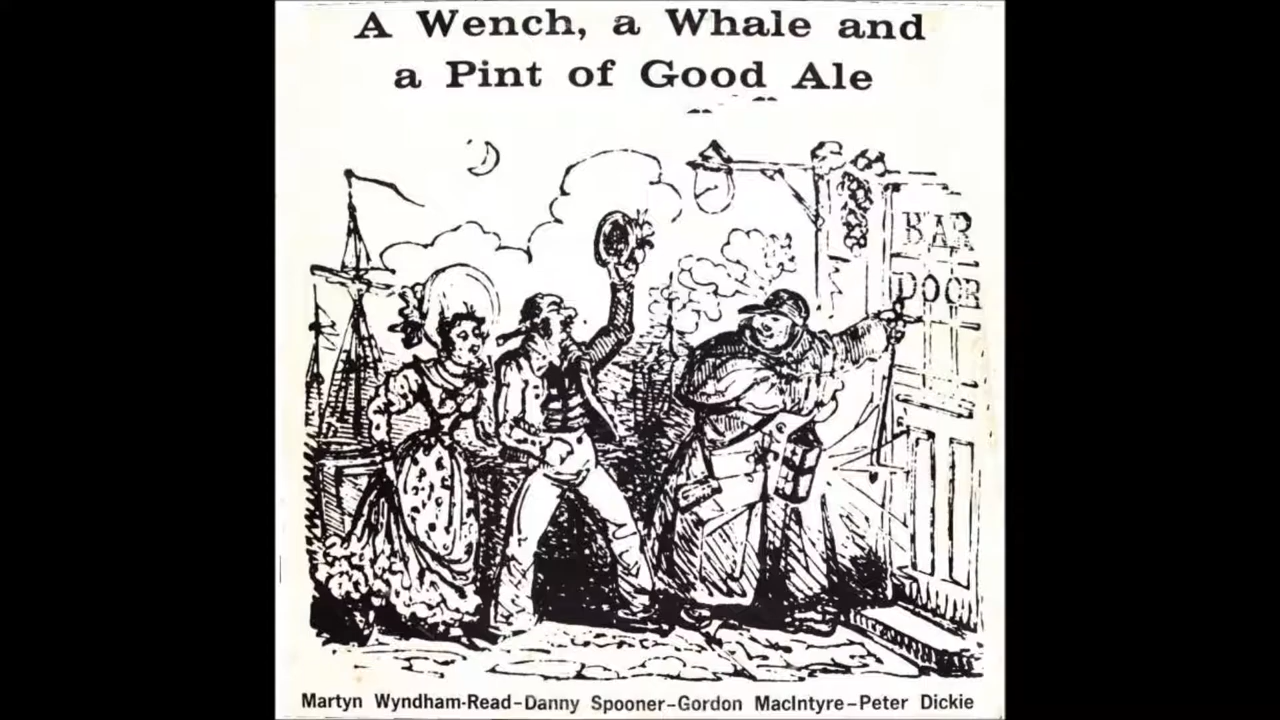 A Wench, a Whale and
a Pint of Good Ale
BAR
DOOR
Martyn Wyndham-Read–Danny Spooner–Gordon MacIntyre–Peter Dickie